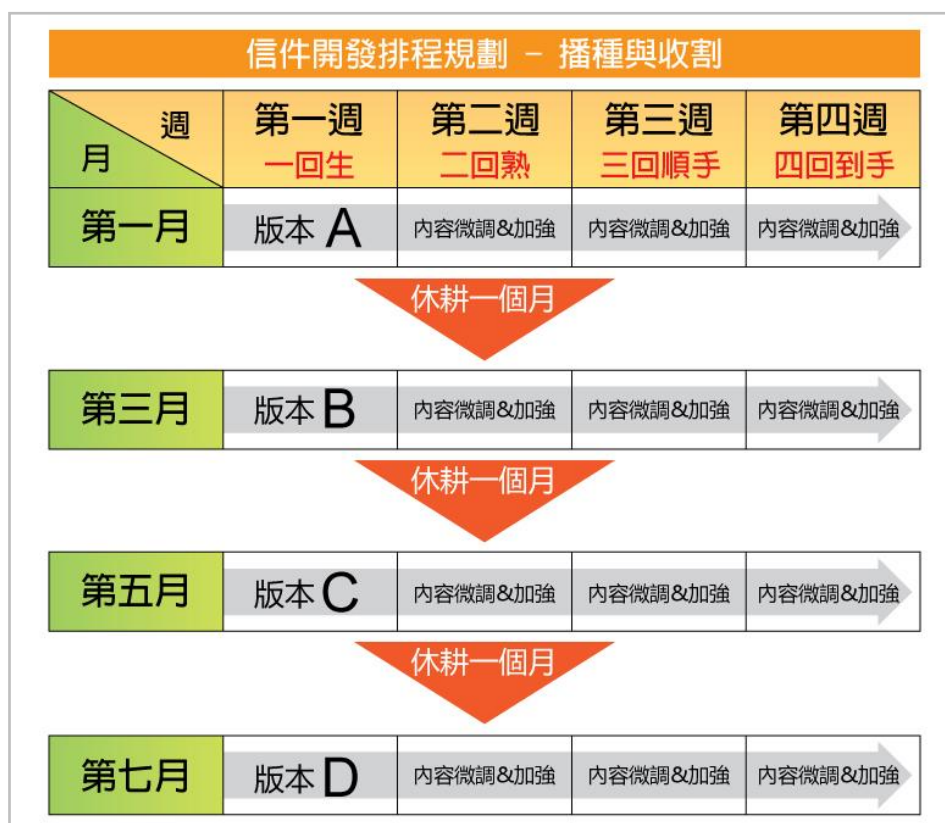 信件開發排程規劃 – 播種與收割
週
月
第一週
一回生
第二週
二回熟
第三週
三回順手
第四週
四回到手
第一月
版本 A
內容微調&加強
內容微調&加強
內容微調&加強
休耕一個月
第三月
版本 B
內容微調&加強
內容微調&加強
內容微調&加強
休耕一個月
第五月
版本 C
內容微調&加強
內容微調&加強
內容微調&加強
休耕一個月
第七月
版本 D
內容微調&加強
內容微調&加強
內容微調&加強